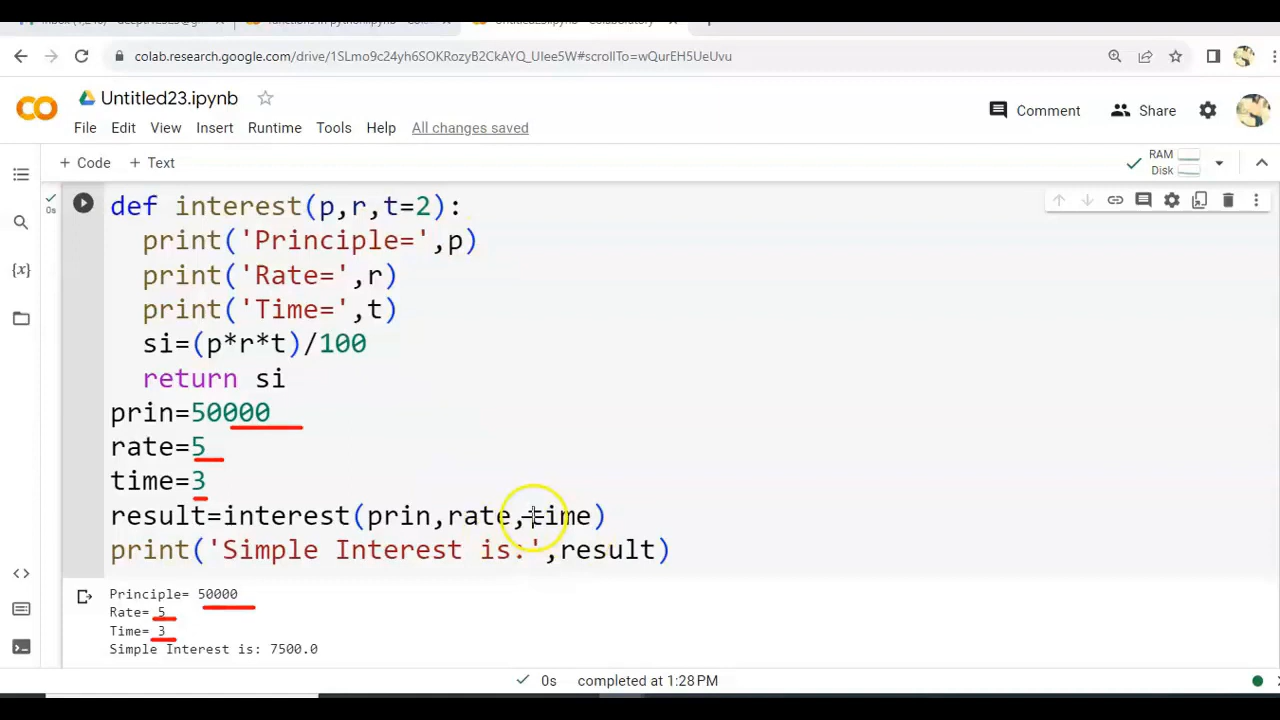 colab.research.google.com/drive/1SLmo9c24yh6SOKRozyB2CkAYQ_UIee5W#scrollTo=wQurEH5UeUvu
CO Untitled23.ipynb
Comment Share
File Edit View Insert Runtime Tools Help All changes saved
+ Code + Text
RAM
Disk
def interest(p,r,t=2):
0s
print('Principle=',p)
print('Rate=',r)
print('Time=',t)
si=(p*r*t)/100
return si
prin=50000
rate=5
time=3
result=interest(prin,rate,time)
print('Simple Interest is:',result)
Principle= 50000
Rate= 5
Time= 3
Simple Interest is: 7500.0
0s completed at 1:28 PM